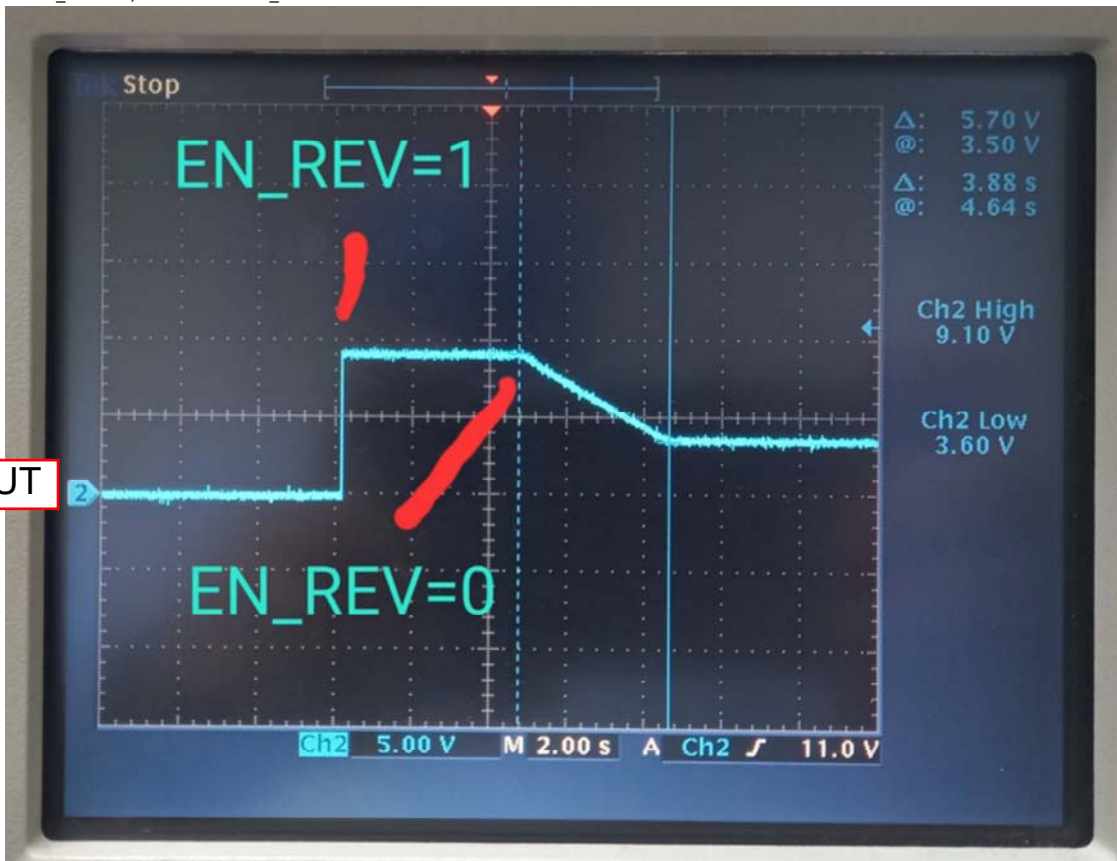 Tek Stop
EN_REV=1
Δ: 5.70 V
@: 3.50 V
Δ: 3.88 s
@: 4.64 s
Ch2 High
9.10 V
Ch2 Low
3.60 V
UT
2
EN_REV=0
Ch2 5.00 V M 2.00 s A Ch2 ƒ 11.0 V